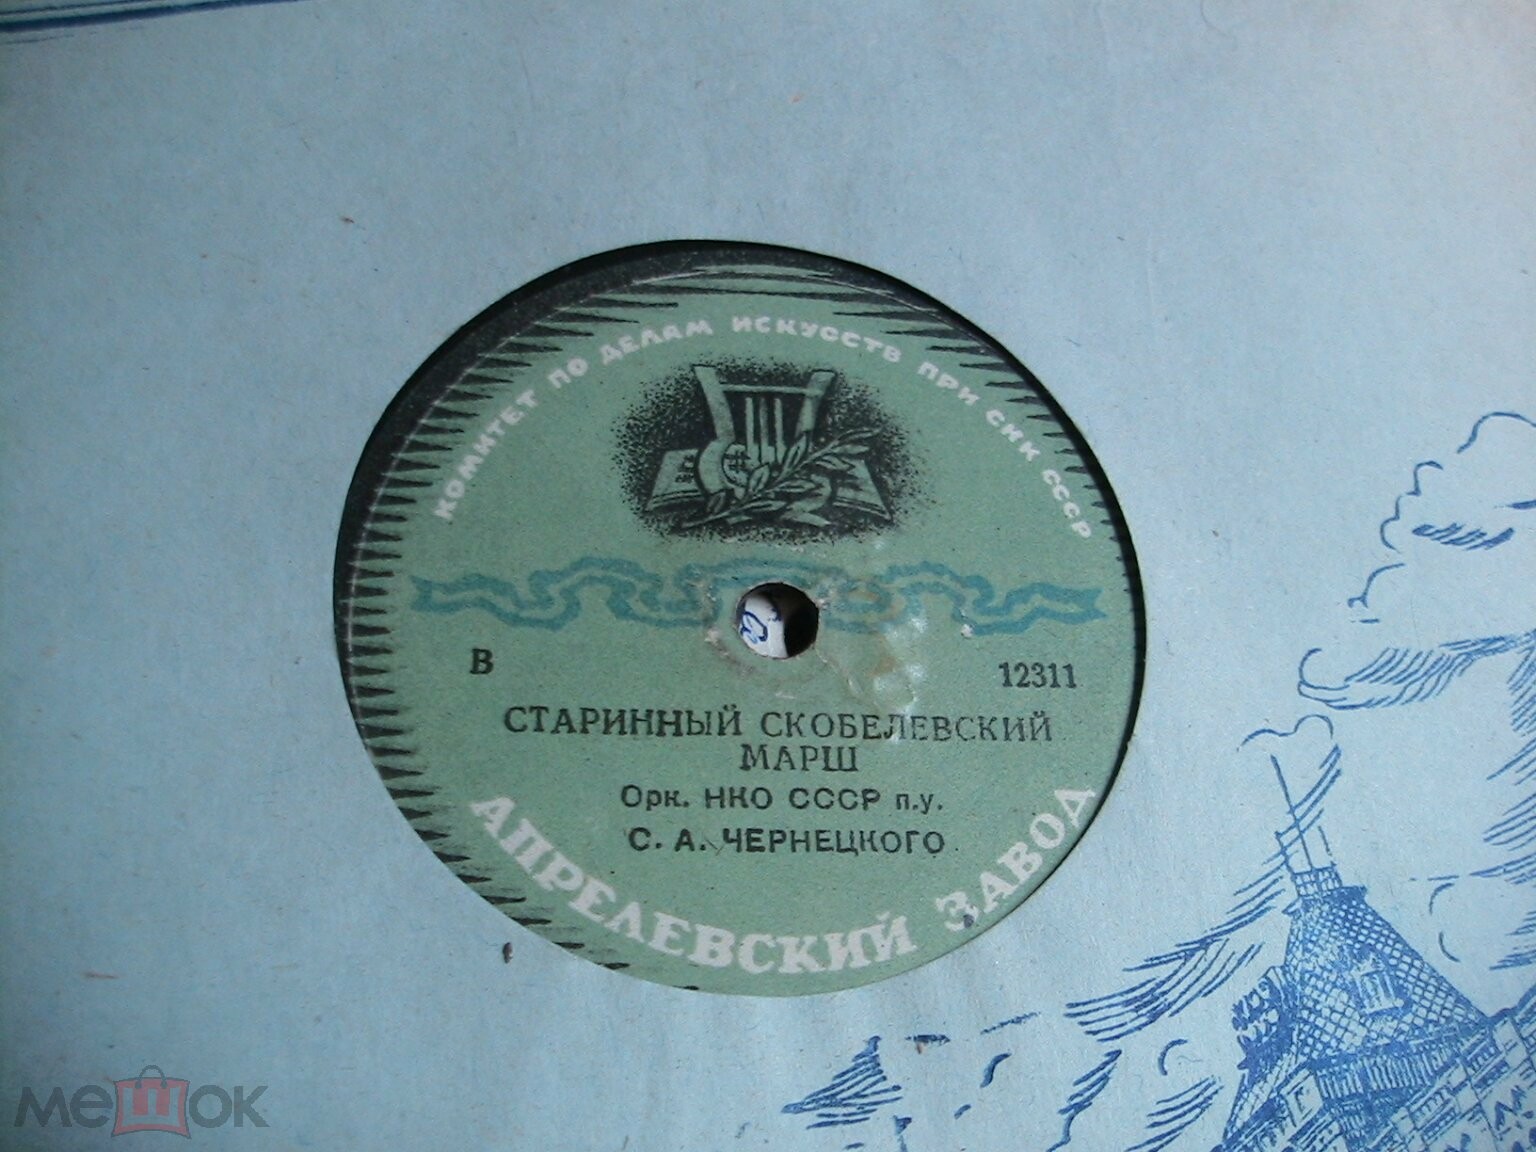 КОМИТЕТ ПО ДЕЛАМ ИСКУССТВ ПРИ СНК СССР
В 12311
СТАРИННЫЙ СКОБЕЛЕВСКИЙ
МАРШ
Орк. НКО СССР п.у.
С. А. ЧЕРНЕЦКОГО
АПРЕЛЕВСКИЙ ЗАВОД
мешок